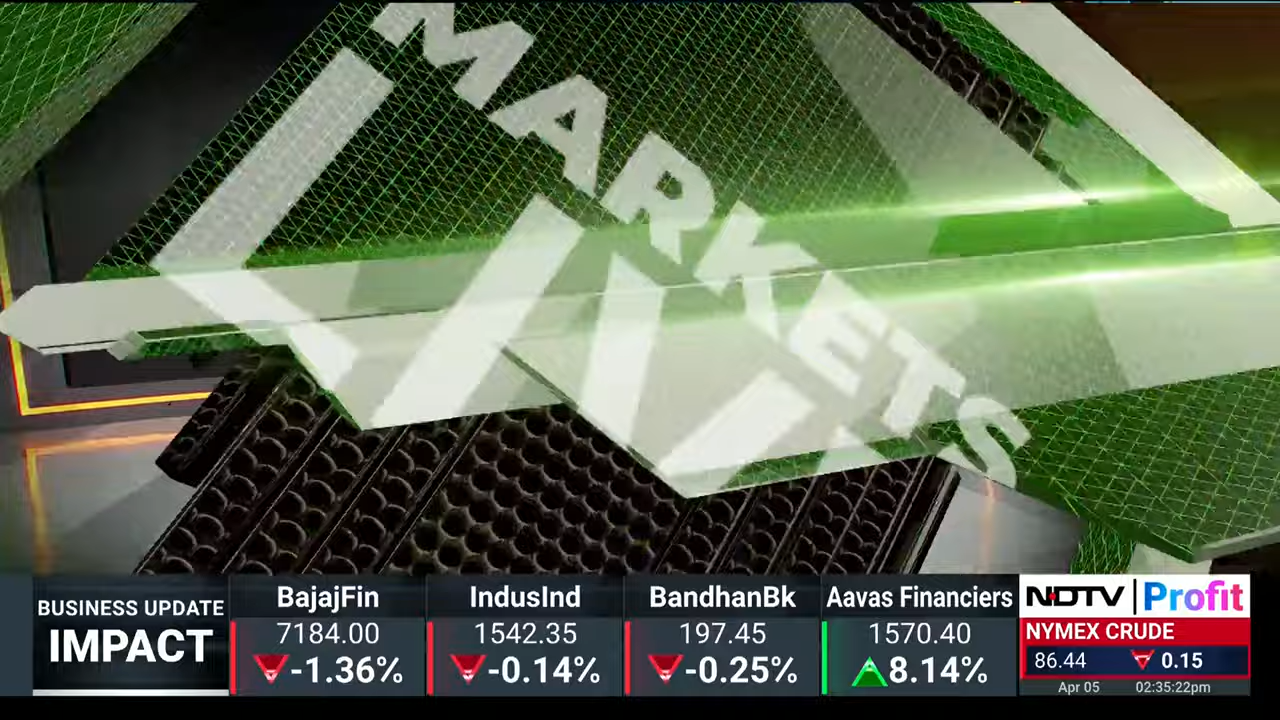 MARKETS
LIVE
BUSINESS UPDATE
IMPACT
BajajFin
7184.00
-1.36%
IndusInd
1542.35
-0.14%
BandhanBk
197.45
-0.25%
Aavas Financiers
1570.40
8.14%
NDTV Profit
NYMEX CRUDE
86.44 0.15
Apr 05 02:35:22pm